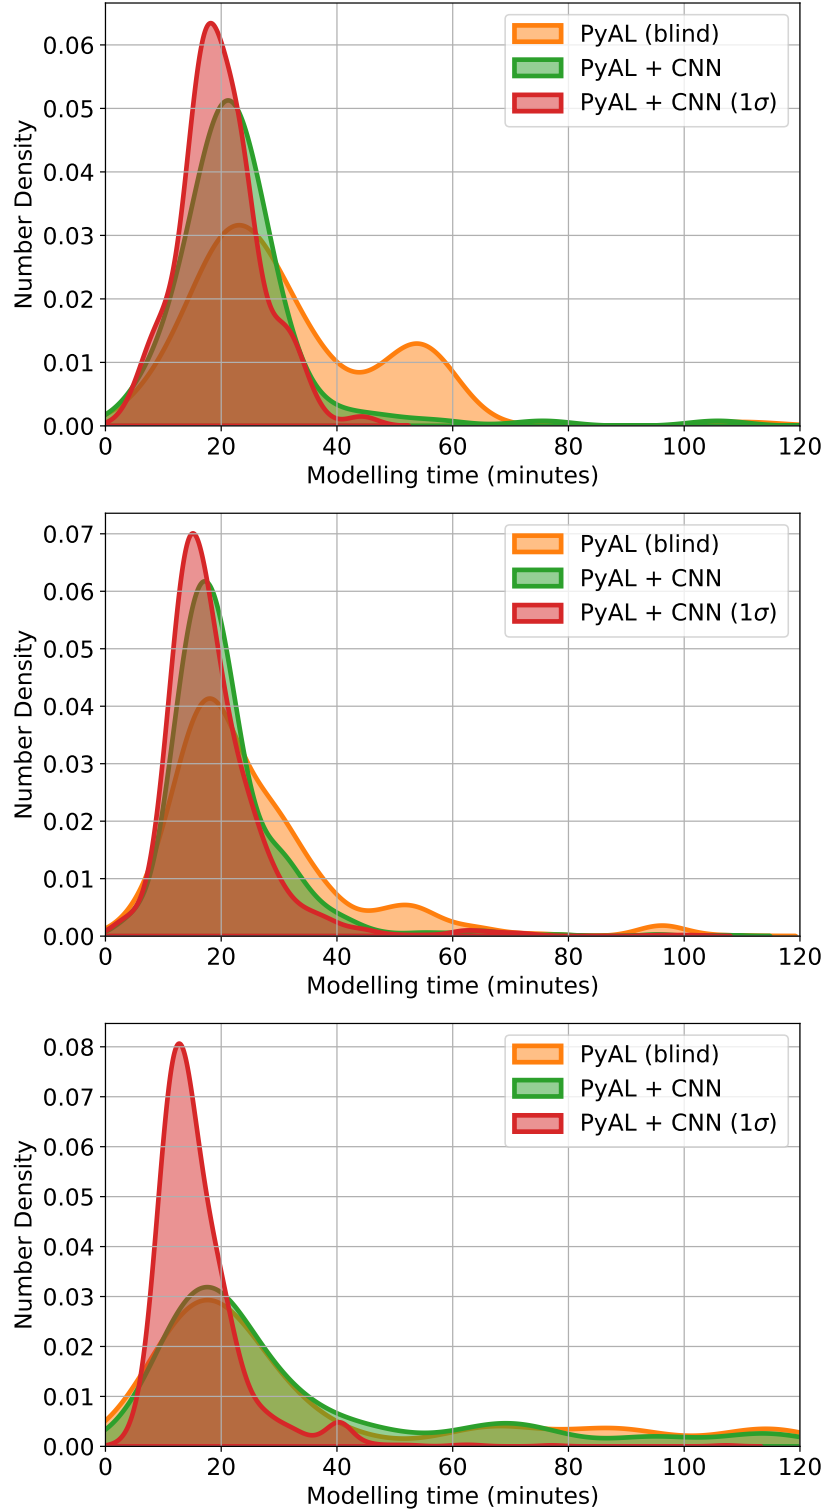 0.06
0.05
0.04
0.03
0.02
0.01
0.00
Number Density
PyAL (blind)
PyAL + CNN
PyAL + CNN (1σ)
0 20 40 60 80 100 120
Modelling time (minutes)
0.07
0.06
0.05
0.04
0.03
0.02
0.01
0.00
Number Density
PyAL (blind)
PyAL + CNN
PyAL + CNN (1σ)
0 20 40 60 80 100 120
Modelling time (minutes)
0.08
0.07
0.06
0.05
0.04
0.03
0.02
0.01
0.00
Number Density
PyAL (blind)
PyAL + CNN
PyAL + CNN (1σ)
0 20 40 60 80 100 120
Modelling time (minutes)